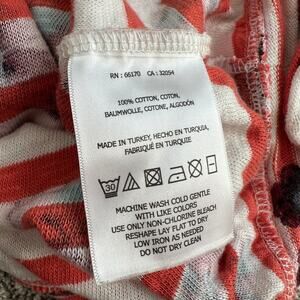 RN : 66170 CA : 32054
100% COTTON, COTON,
BAUMWOLLE, COTONE, ALGODÓN
MADE IN TURKEY, HECHO EN TURQUIA,
FABRIQUÉ EN TURQUIE
30
MACHINE WASH COLD GENTLE
WITH LIKE COLORS
USE ONLY NON-CHLORINE BLEACH
RESHAPE LAY FLAT TO DRY
LOW IRON AS NEEDED
DO NOT DRY CLEAN